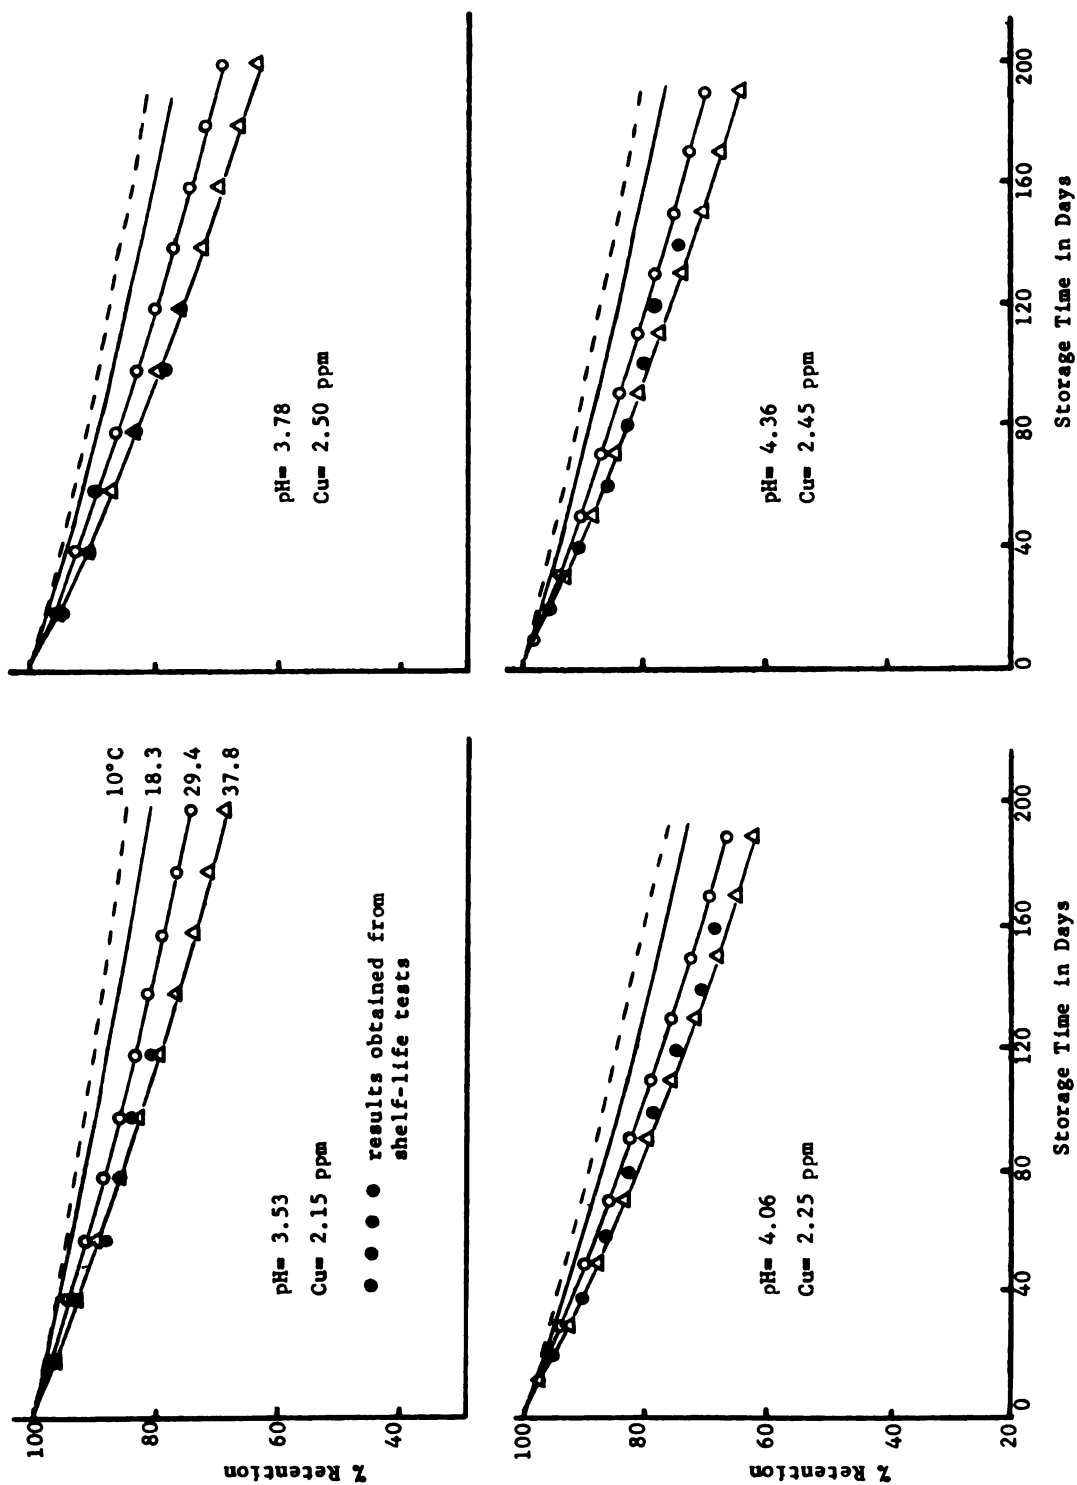 % Retention
100
80
60
40
10°C
18.3
29.4
37.8
pH= 3.53
Cu= 2.15 ppm
results obtained from
shelf-life tests
pH= 3.78
Cu= 2.50 ppm
% Retention
100
80
60
40
20
pH= 4.06
Cu= 2.25 ppm
0 40 80 120 160 200
Storage Time in Days
pH= 4.36
Cu= 2.45 ppm
0 40 80 120 160 200
Storage Time in Days